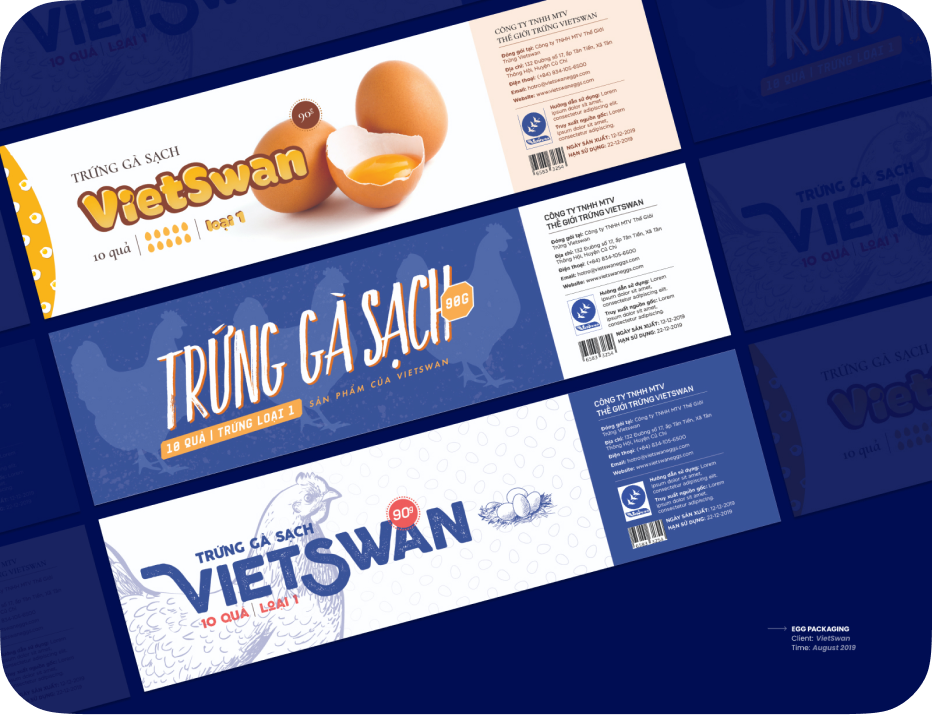 TRỨNG GÀ SẠCH
VietSwan
90g
10 quả
loại 1
CÔNG TY TNHH MTV
THẾ GIỚI TRỨNG VIETSWAN
Đóng gói tại: Công ty TNHH MTV Thế Giới
Trứng Vietswan
Địa chỉ: 132 Đường số 17, ấp Tân Tiến, Xã Tân
Thông Hội, Huyện Củ Chi
Điện thoại: (+84) 834-105-6500
Email: hotro@vietswaneggs.com
Website: www.vietswaneggs.com
Hướng dẫn sử dụng: Lorem
ipsum dolor sit amet,
consectetur adipiscing elit.
Truy xuất nguồn gốc: Lorem
ipsum dolor sit amet,
consectetur adipiscing.
NGÀY SẢN XUẤT: 12-12-2019
HẠN SỬ DỤNG: 22-12-2019
6583 3254
TRỨNG GÀ SẠCH
90G
10 QUẢ | TRỨNG LOẠI 1
SẢN PHẨM CỦA VIETSWAN
CÔNG TY TNHH MTV
THẾ GIỚI TRỨNG VIETSWAN
Đóng gói tại: Công ty TNHH MTV Thế Giới
Trứng Vietswan
Địa chỉ: 132 Đường số 17, ấp Tân Tiến, Xã Tân
Thông Hội, Huyện Củ Chi
Điện thoại: (+84) 834-105-6500
Email: hotro@vietswaneggs.com
Website: www.vietswaneggs.com
Hướng dẫn sử dụng: Lorem
ipsum dolor sit amet,
consectetur adipiscing elit.
Truy xuất nguồn gốc: Lorem
ipsum dolor sit amet,
consectetur adipiscing.
NGÀY SẢN XUẤT: 12-12-2019
HẠN SỬ DỤNG: 22-12-2019
6583 3254
TRỨNG GÀ SẠCH
VIETSWAN
90g
10 QUẢ | LOẠI 1
CÔNG TY TNHH MTV
THẾ GIỚI TRỨNG VIETSWAN
Đóng gói tại: Công ty TNHH MTV Thế Giới
Trứng Vietswan
Địa chỉ: 132 Đường số 17, ấp Tân Tiến, Xã Tân
Thông Hội, Huyện Củ Chi
Điện thoại: (+84) 834-105-6500
Email: hotro@vietswaneggs.com
Website: www.vietswaneggs.com
Hướng dẫn sử dụng: Lorem
ipsum dolor sit amet,
consectetur adipiscing elit.
Truy xuất nguồn gốc: Lorem
ipsum dolor sit amet,
consectetur adipiscing.
NGÀY SẢN XUẤT: 12-12-2019
HẠN SỬ DỤNG: 22-12-2019
6583 3254
EGG PACKAGING
Client: VietSwan
Time: August 2019